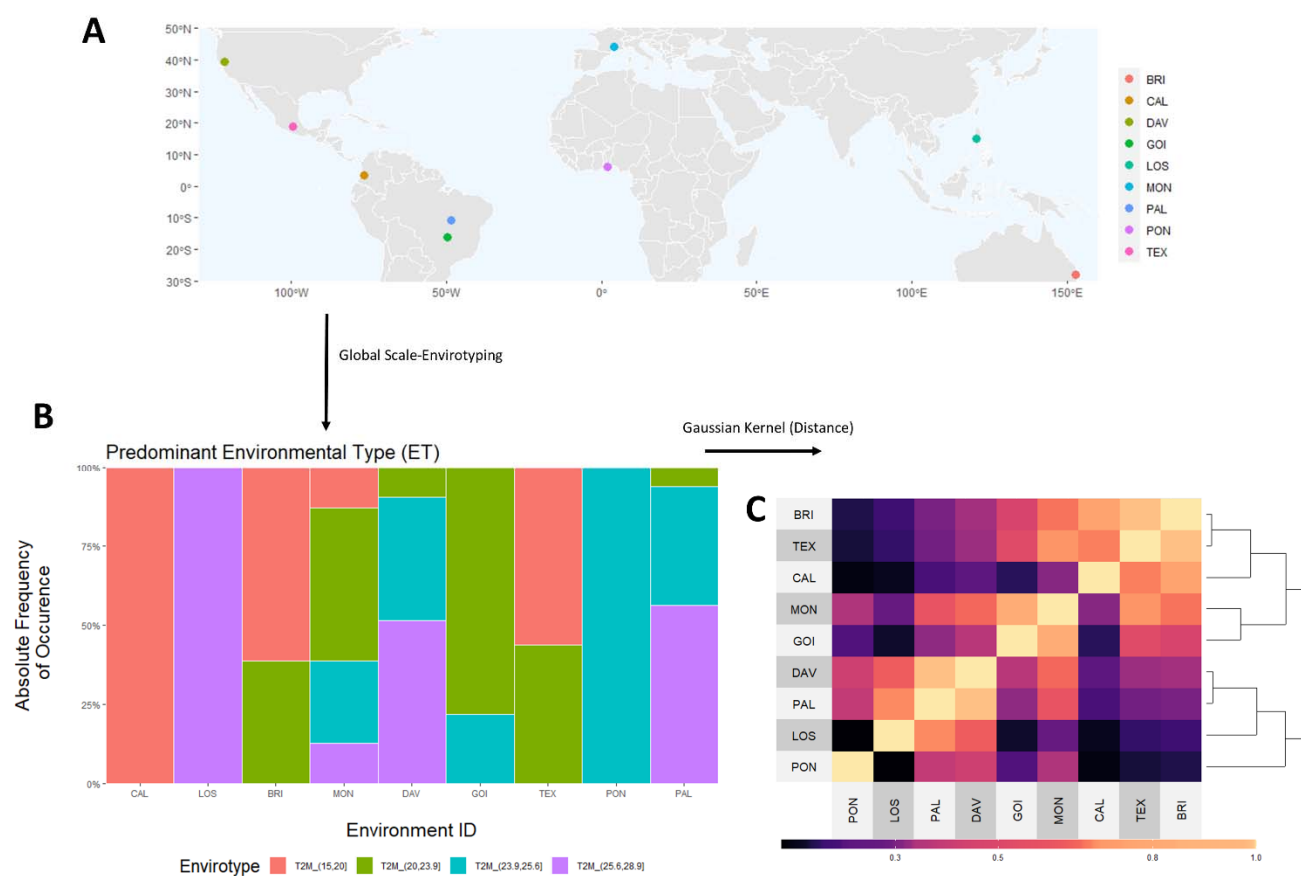 A
50°N
40°N
30°N
20°N
10°N
0°
10°S
20°S
30°S
100°W
50°W
0°
50°E
100°E
150°E
BRI
CAL
DAV
GOI
LOS
MON
PAL
PON
TEX
Global Scale-Envirotyping
B
Gaussian Kernel (Distance)
Predominant Environmental Type (ET)
Absolute Frequency
of Occurence
100%
75%
50%
25%
0%
CAL
LOS
BRI
MON
DAV
GOI
TEX
PON
PAL
Environment ID
Envirotype
T2M_(15,20]
T2M_(20,23.9]
T2M_(23.9,25.6]
T2M_(25.6,28.9]
C
BRI
TEX
CAL
MON
GOI
DAV
PAL
LOS
PON
PON
LOS
PAL
DAV
GOI
MON
CAL
TEX
BRI
0.3
0.5
0.8
1.0